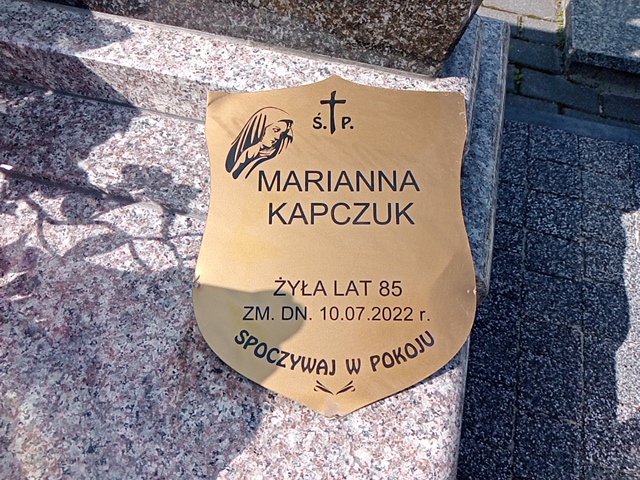 Ś. P.
MARIANNA
KAPCZUK
ŻYŁA LAT 85
ZM. DN. 10.07.2022 r.
SPOCZYWAJ W POKOJU